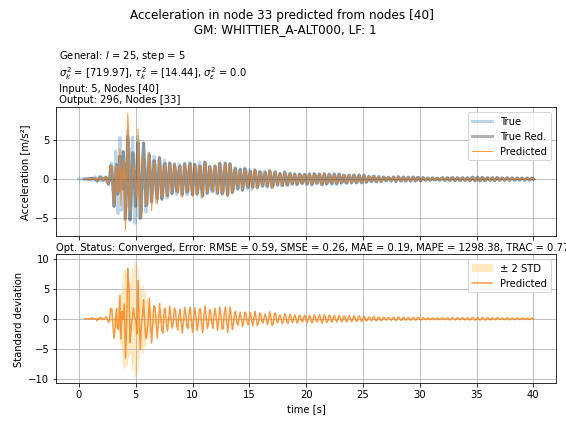 Acceleration in node 33 predicted from nodes [40]
GM: WHITTIER_A-ALT000, LF: 1
General: l = 25, step = 5
σ²ₖ = [719.97], τ²ₖ = [14.44], σ²ε = 0.0
Input: 5, Nodes [40]
Output: 296, Nodes [33]
Acceleration [m/s²]
5
0
−5
True
True Red.
Predicted
Opt. Status: Converged, Error: RMSE = 0.59, SMSE = 0.26, MAE = 0.19, MAPE = 1298.38, TRAC = 0.77
Standard deviation
10
5
0
−5
−10
± 2 STD
Predicted
0 5 10 15 20 25 30 35 40
time [s]